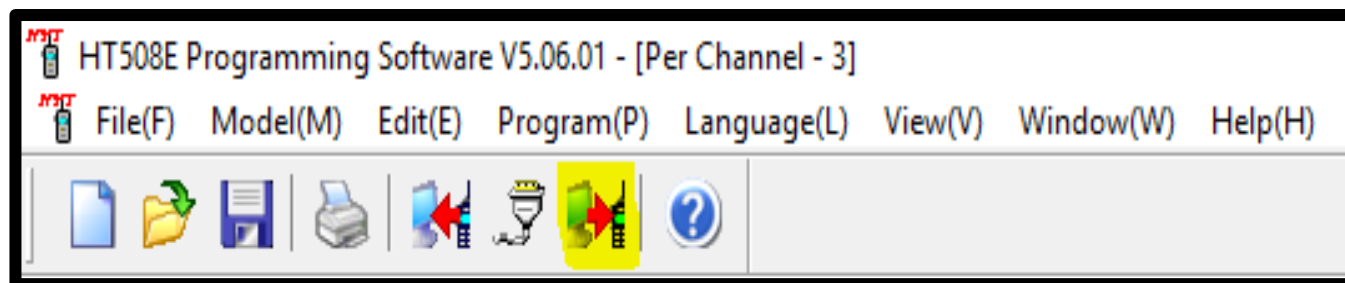 HT508E Programming Software V5.06.01 - [Per Channel - 3]
File(F) Model(M) Edit(E) Program(P) Language(L) View(V) Window(W) Help(H)